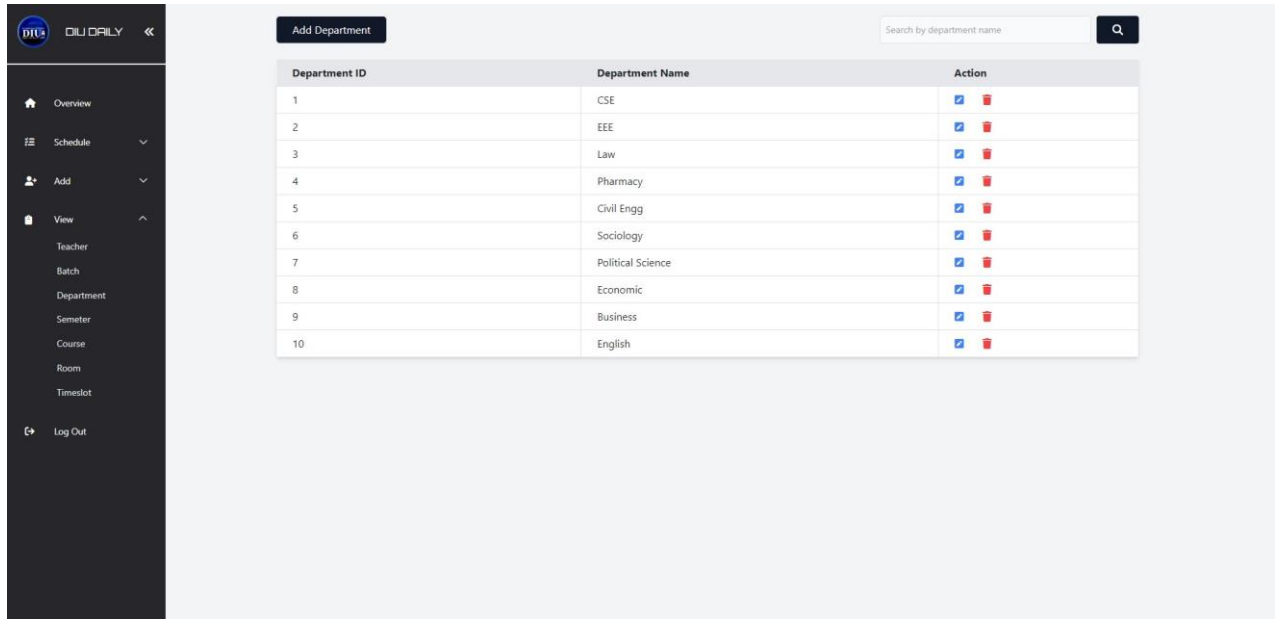 DIU DAILY
Overview
Schedule
Add
View
Teacher
Batch
Department
Semeter
Course
Room
Timeslot
Log Out
Add Department
Search by department name
Department ID Department Name Action
1 CSE
2 EEE
3 Law
4 Pharmacy
5 Civil Engg
6 Sociology
7 Political Science
8 Economic
9 Business
10 English